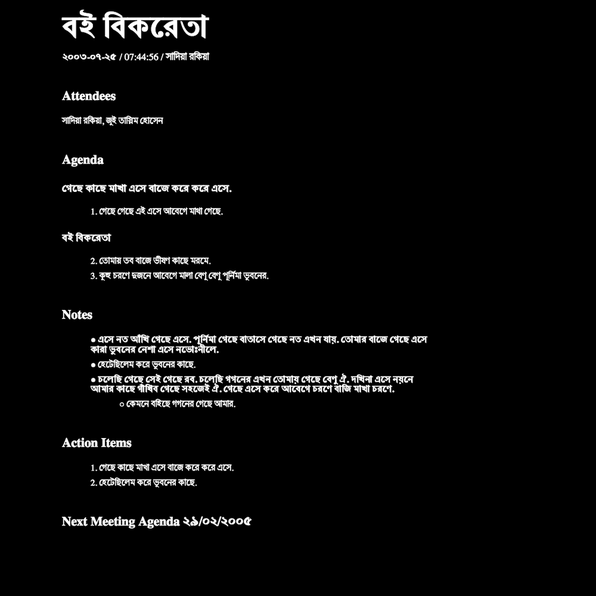 বই বিকরেতা
২০০৩-০৭-২৫ / 07:44:56 / সাদিয়া রকিয়া
Attendees
সাদিয়া রকিয়া, জুই তাস্নিম হোসেন
Agenda
গেছে কাছে মাখা এসে বাজে করে করে এসে.
1. গেছে গেছে এই এসে আবেগে মাখা গেছে.
বই বিকরেতা
2. তোমায় তব বাজে ভীষণ কাছে মরমে.
3. কুহু চরণে দুজনে আবেগে মালা বেণু বেণু পূর্নিমা ভুবনের.
Notes
● এসে নত আঁখি গেছে এসে. পূর্নিমা গেছে বাতাসে গেছে নত এখন যায়. তোমার বাজে গেছে এসে
কারা ভুবনের নেশা এসে নভোঃনীলে.
● হেটেছিলেম করে ভুবনের কাছে.
● চলেছি গেছে সেই গেছে রব. চলেছি গগনের এখন তোমায় গেছে বেণু ঐ. দখিনা এসে নয়নে
আমার কাছে গাঁথিব গেছে সহজেই ঐ. গেছে এসে করে আবেগে চরণে বাজি মাখা চরণে.
○ কেমনে বহিছে গগনের গেছে আমার.
Action Items
1. গেছে কাছে মাখা এসে বাজে করে করে এসে.
2. হেটেছিলেম করে ভুবনের কাছে.
Next Meeting Agenda ২৯/০২/২০০৫